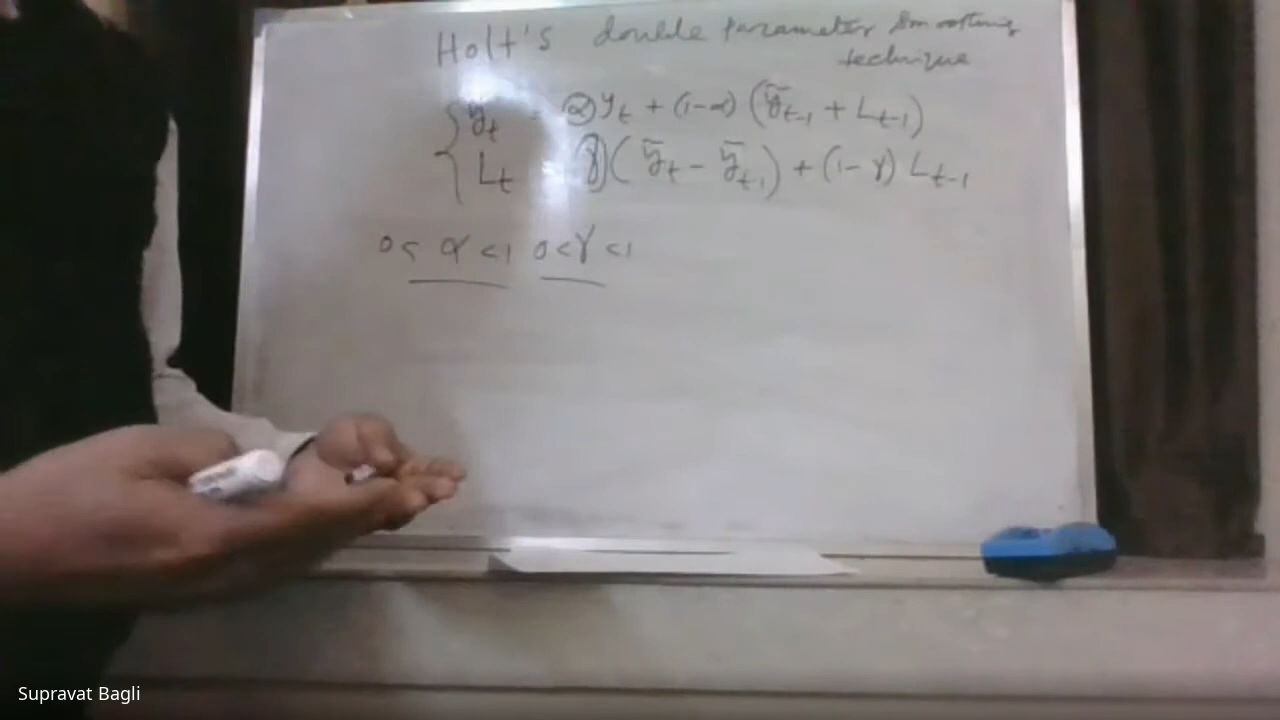 Holt's double parameter smoothing
technique
ȳₜ = α yₜ + (1-α) (ȳₜ₋₁ + Lₜ₋₁)
Lₜ = γ (ȳₜ - ȳₜ₋₁) + (1-γ) Lₜ₋₁
0 < α < 1 0 < γ < 1
Supravat Bagli